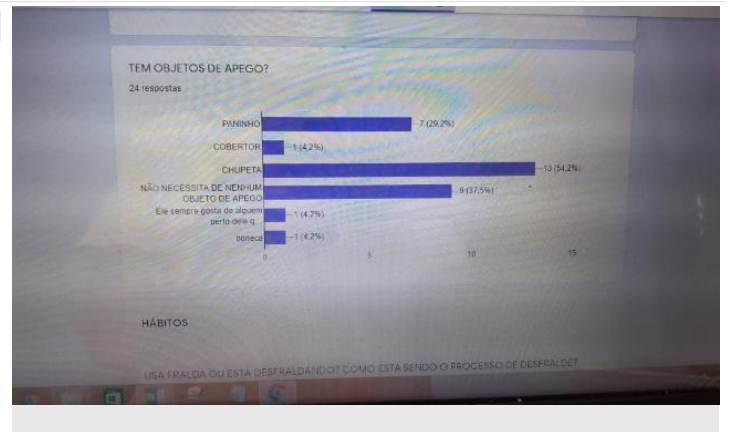 TEM OBJETOS DE APEGO?
24 respostas
PANINHO
7 (29,2%)
COBERTOR
1 (4,2%)
CHUPETA
13 (54,2%)
NÃO NECESSITA DE NENHUM
OBJETO DE APEGO
9 (37,5%)
Ele sempre gosta de alguem
perto dele q...
1 (4,2%)
boneca
1 (4,2%)
0
5
10
15
HÁBITOS
USA FRALDA OU ESTA DESFRALDANDO? COMO ESTA SENDO O PROCESSO DE DESFRALDE?